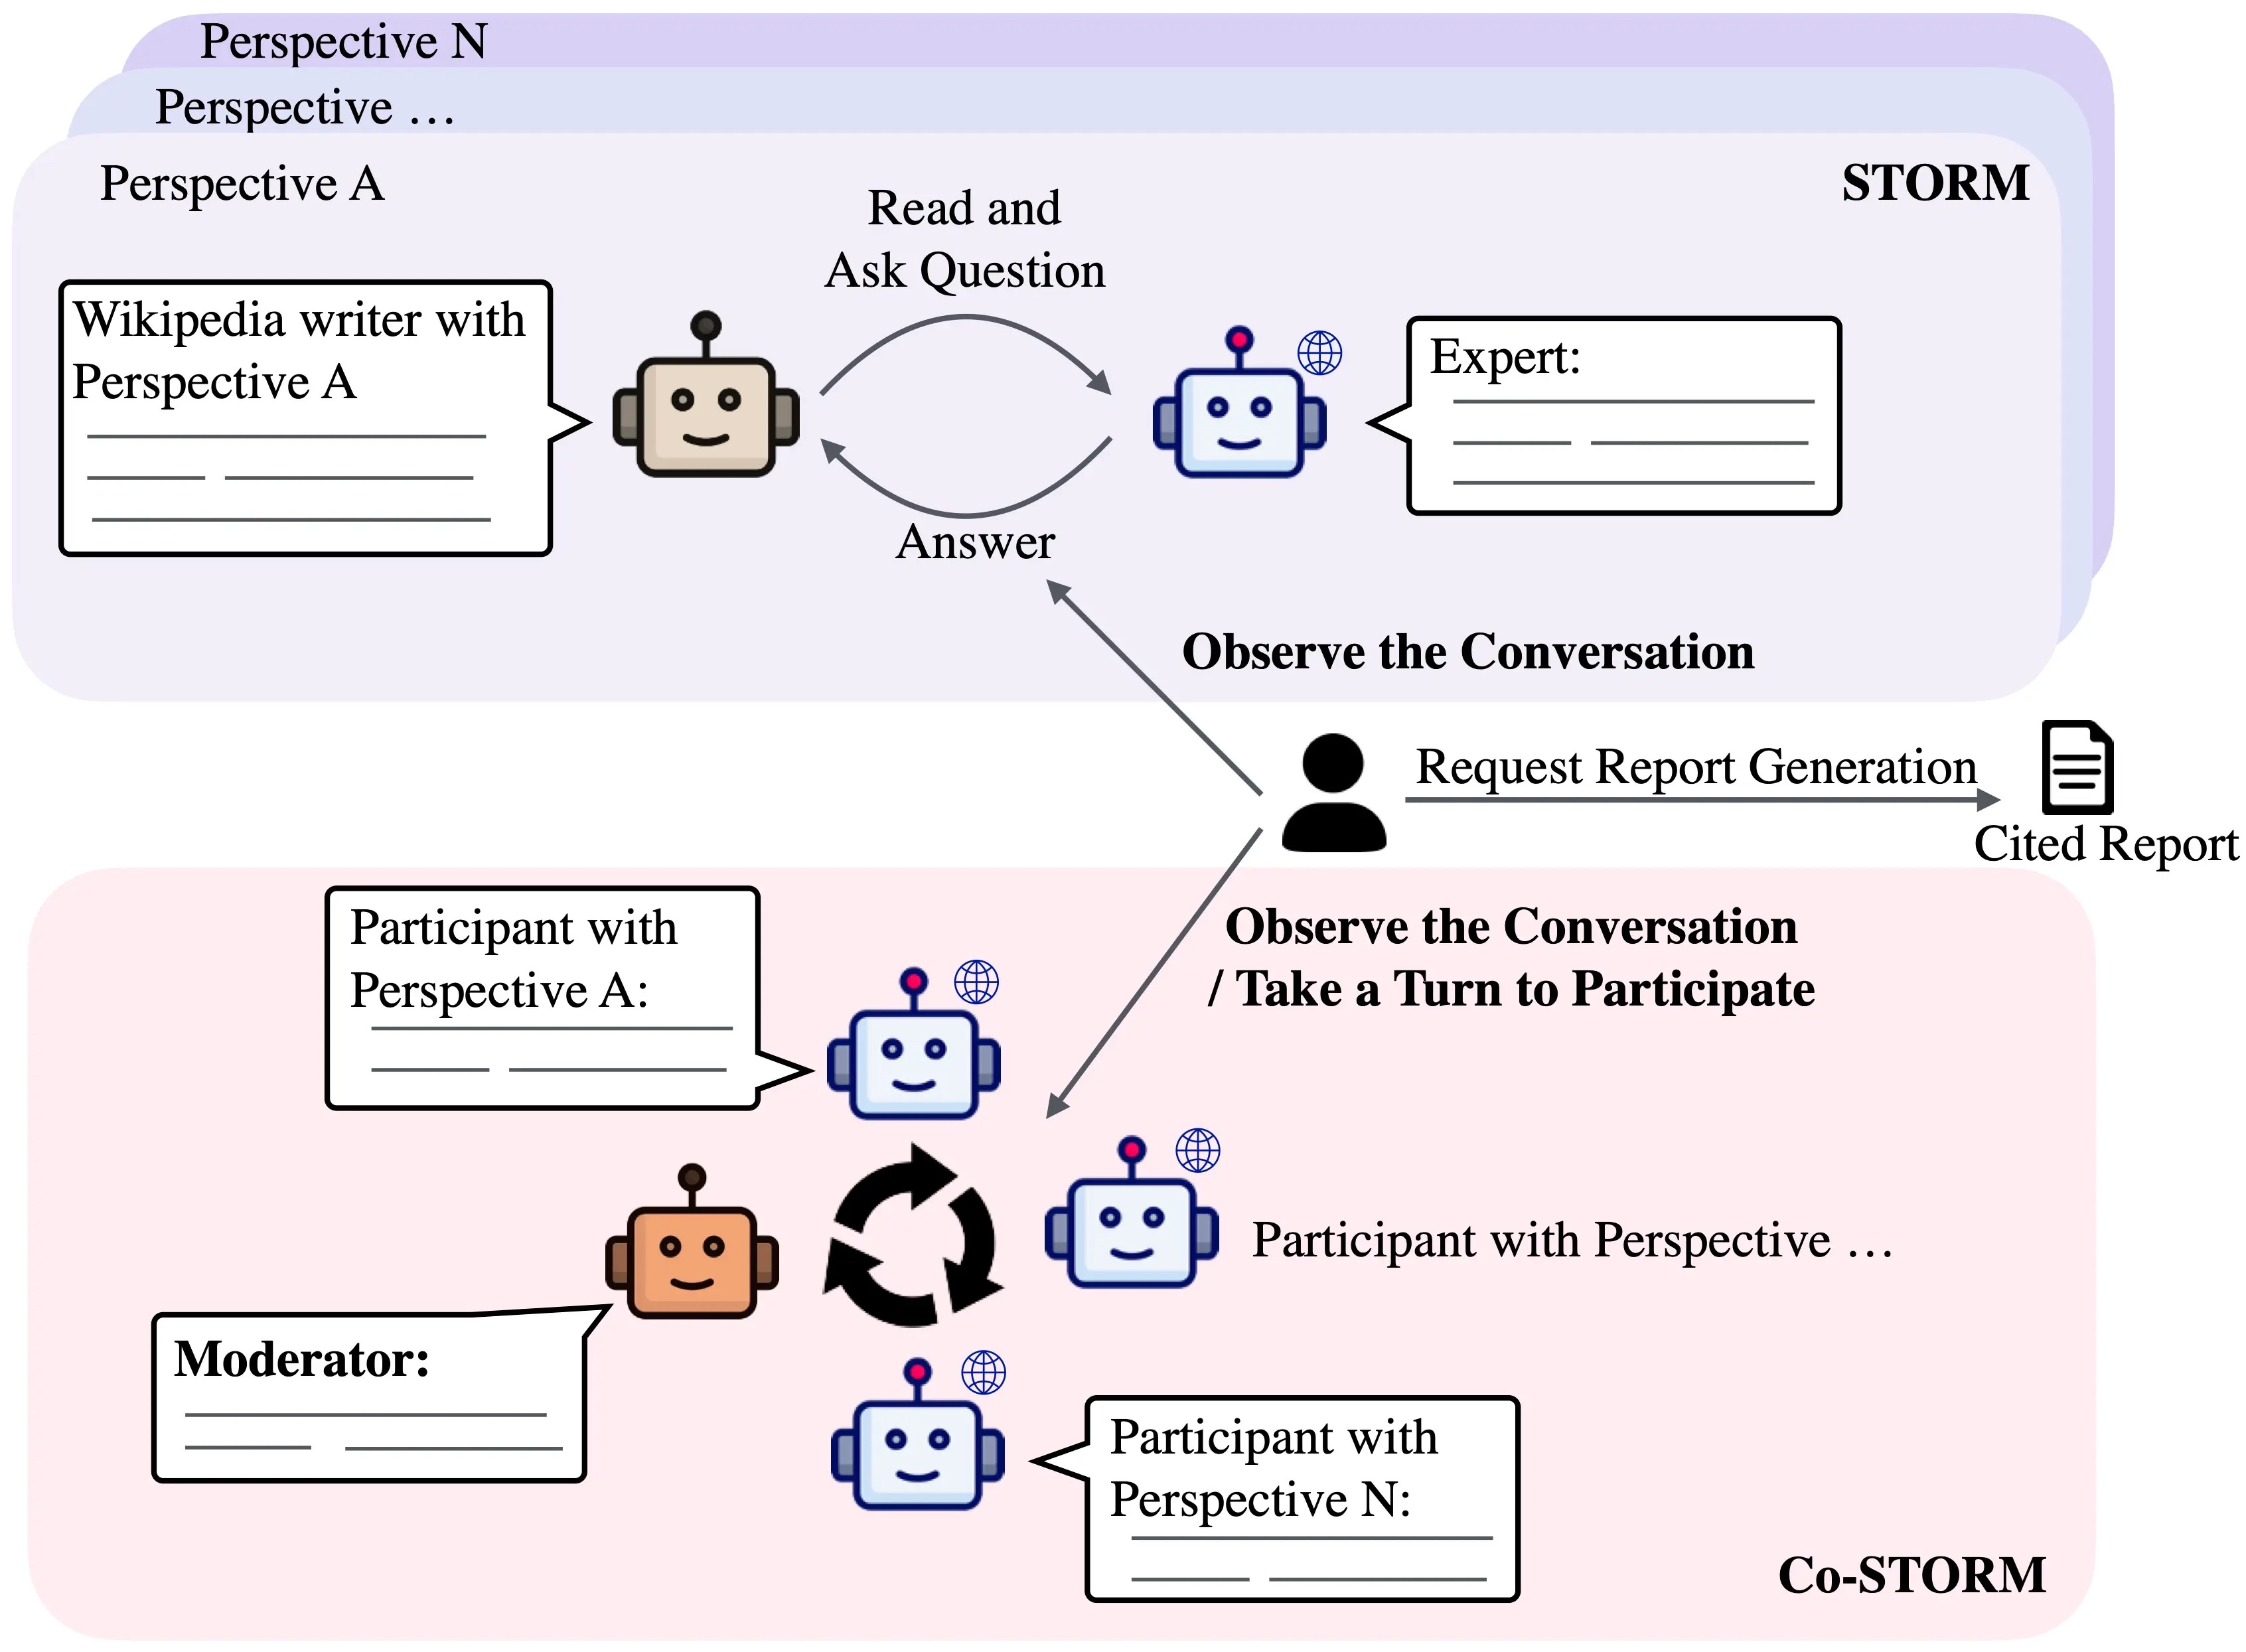 Perspective N
Perspective …
Perspective A
STORM
Read and
Ask Question
Wikipedia writer with
Perspective A
Expert:
Answer
Observe the Conversation
Request Report Generation
Cited Report
Participant with
Perspective A:
Observe the Conversation
/ Take a Turn to Participate
Participant with Perspective …
Moderator:
Participant with
Perspective N:
Co-STORM